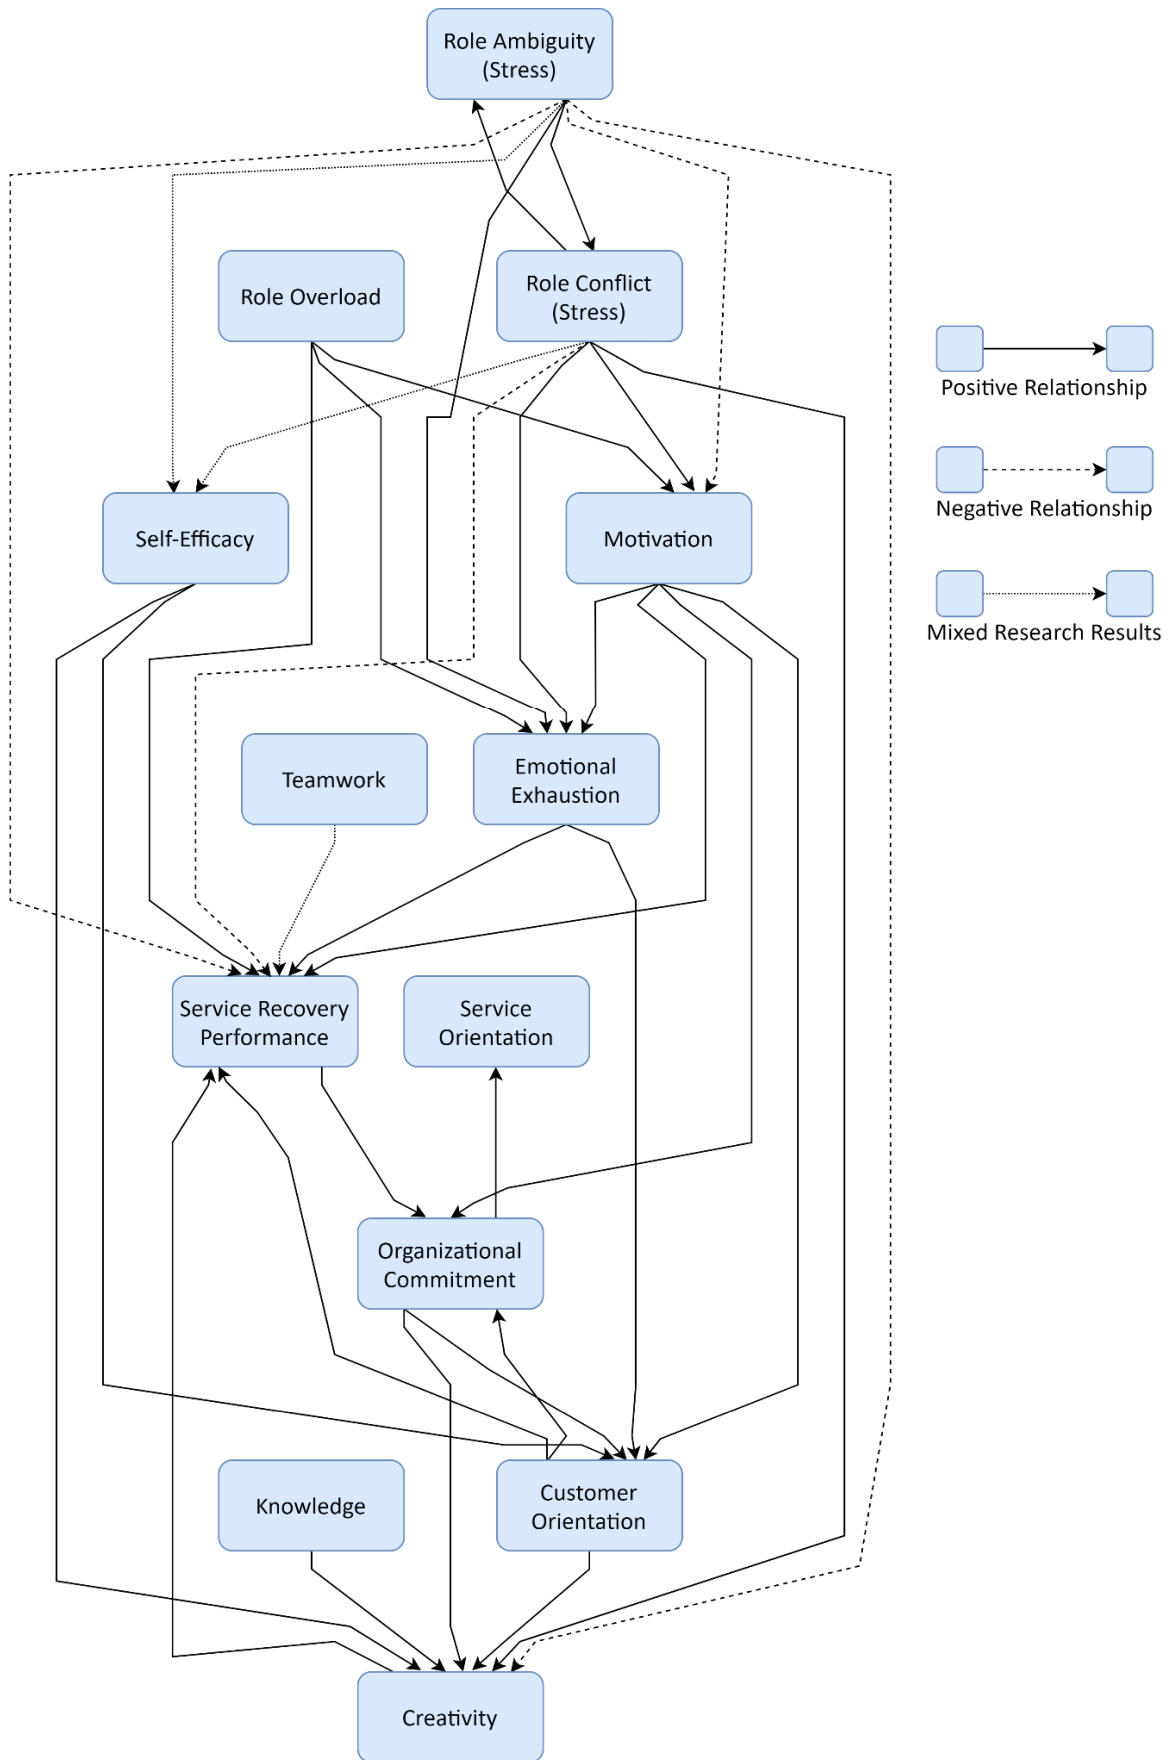 Role Ambiguity
(Stress)
Role Overload
Role Conflict
(Stress)
Positive Relationship
Negative Relationship
Self-Efficacy
Motivation
Mixed Research Results
Teamwork
Emotional
Exhaustion
Service Recovery
Performance
Service
Orientation
Organizational
Commitment
Knowledge
Customer
Orientation
Creativity